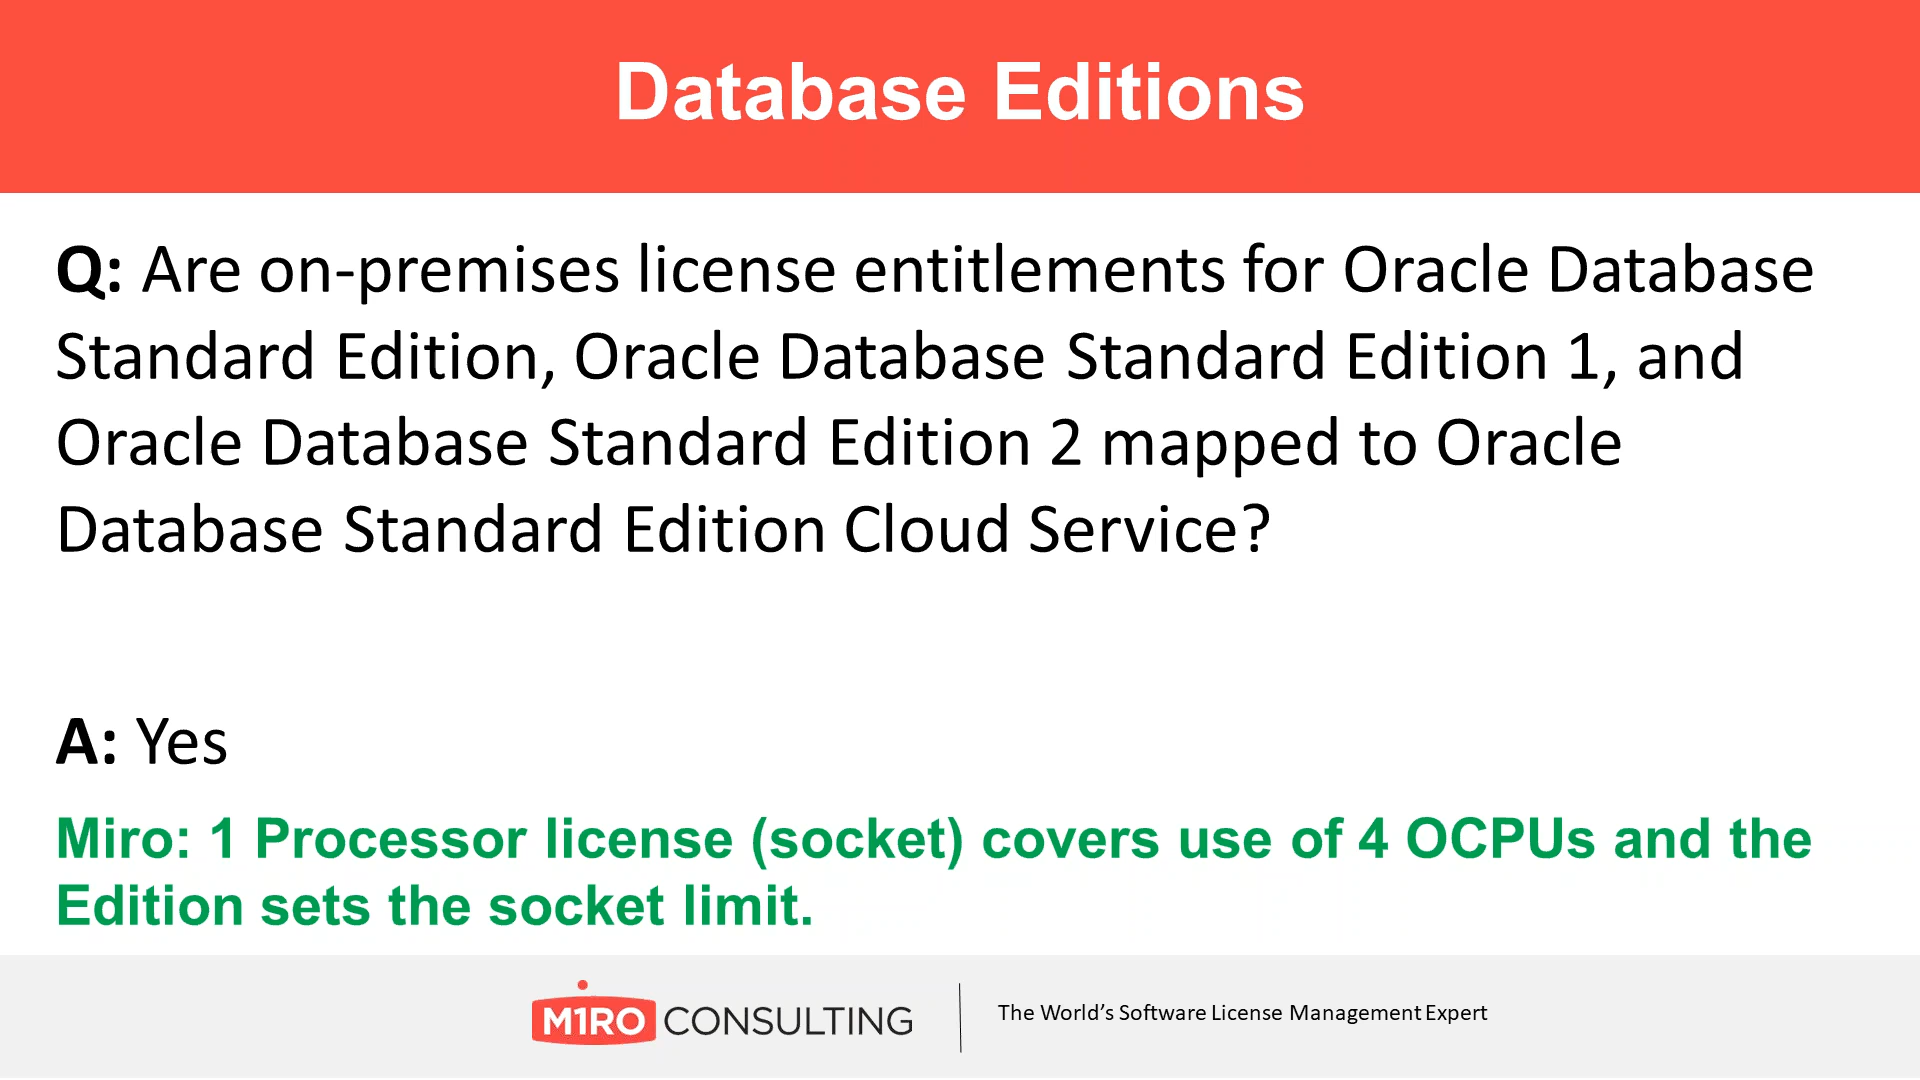 Database Editions
Q: Are on-premises license entitlements for Oracle Database
Standard Edition, Oracle Database Standard Edition 1, and
Oracle Database Standard Edition 2 mapped to Oracle
Database Standard Edition Cloud Service?
A: Yes
Miro: 1 Processor license (socket) covers use of 4 OCPUs and the
Edition sets the socket limit.
M1RO CONSULTING
The World’s Software License Management Expert